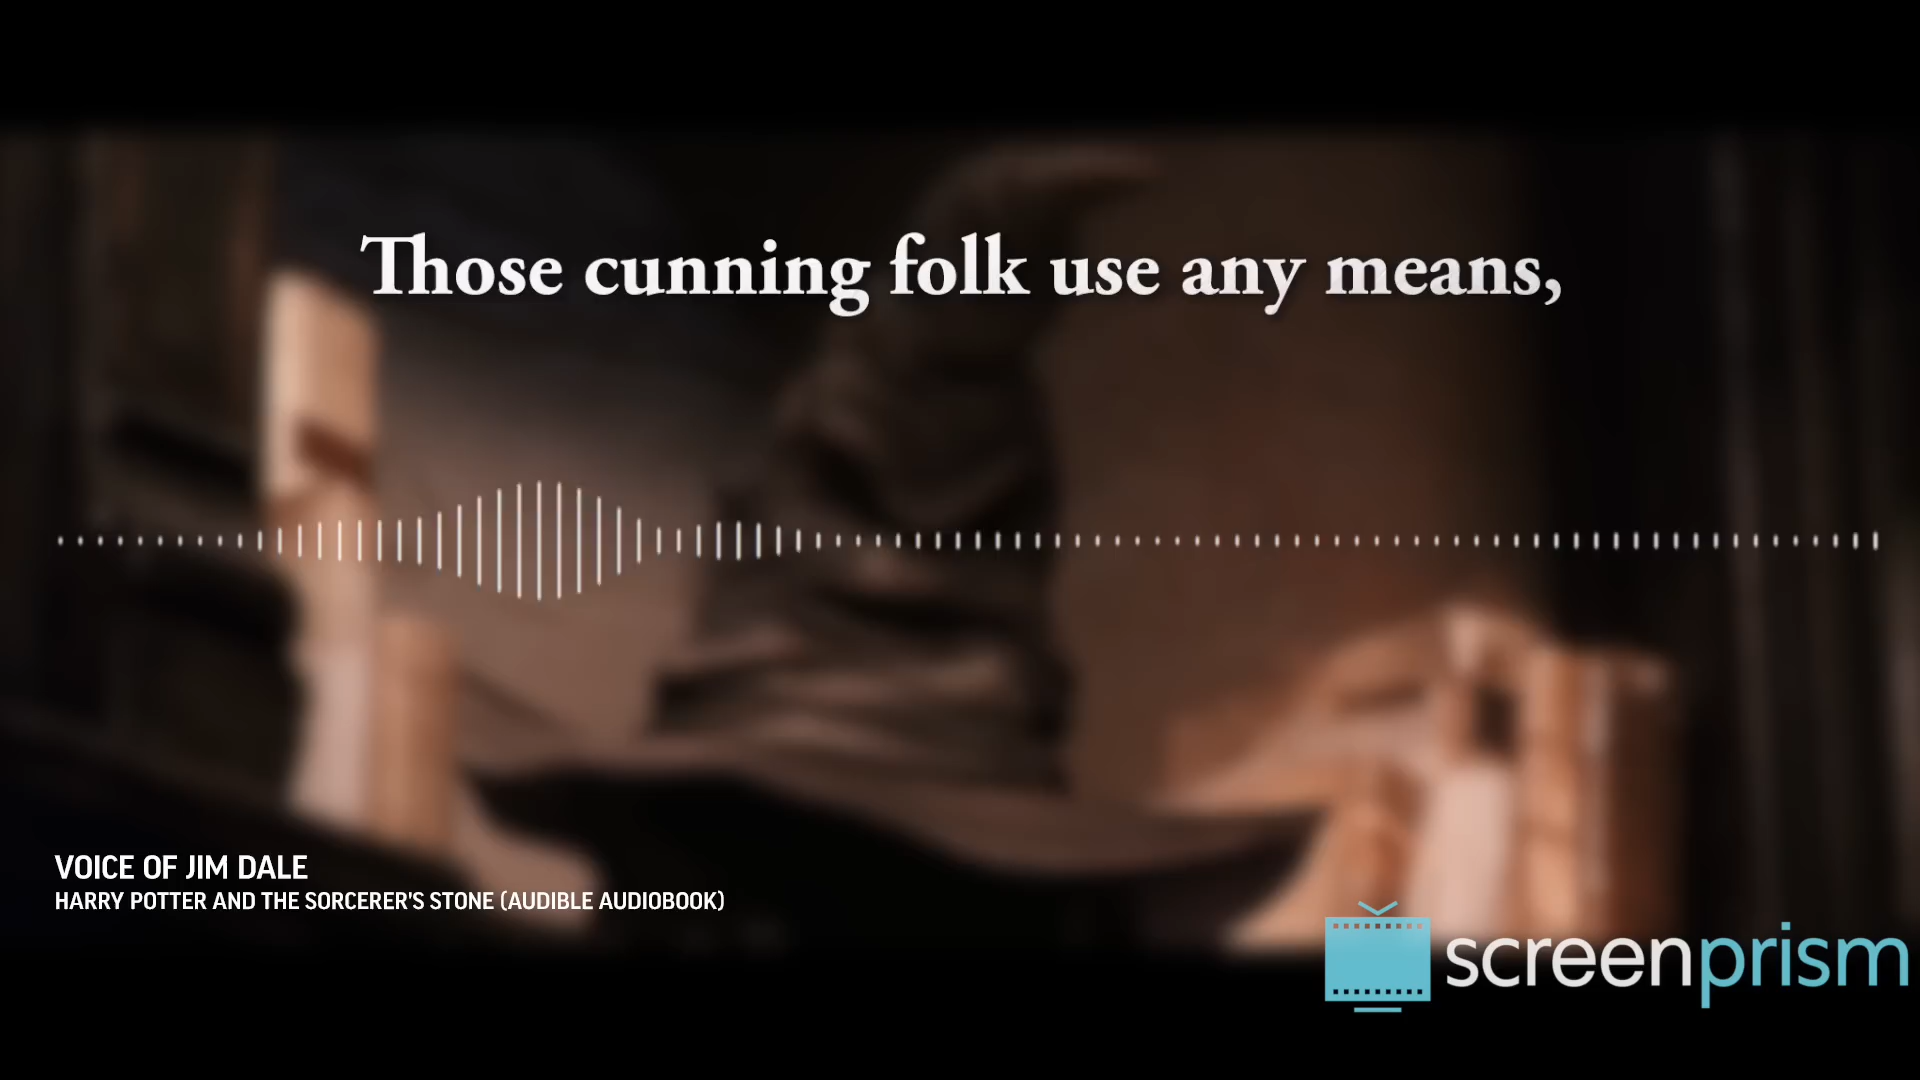 Those cunning folk use any means,
VOICE OF JIM DALE
HARRY POTTER AND THE SORCERER'S STONE (AUDIBLE AUDIOBOOK)
screenprism